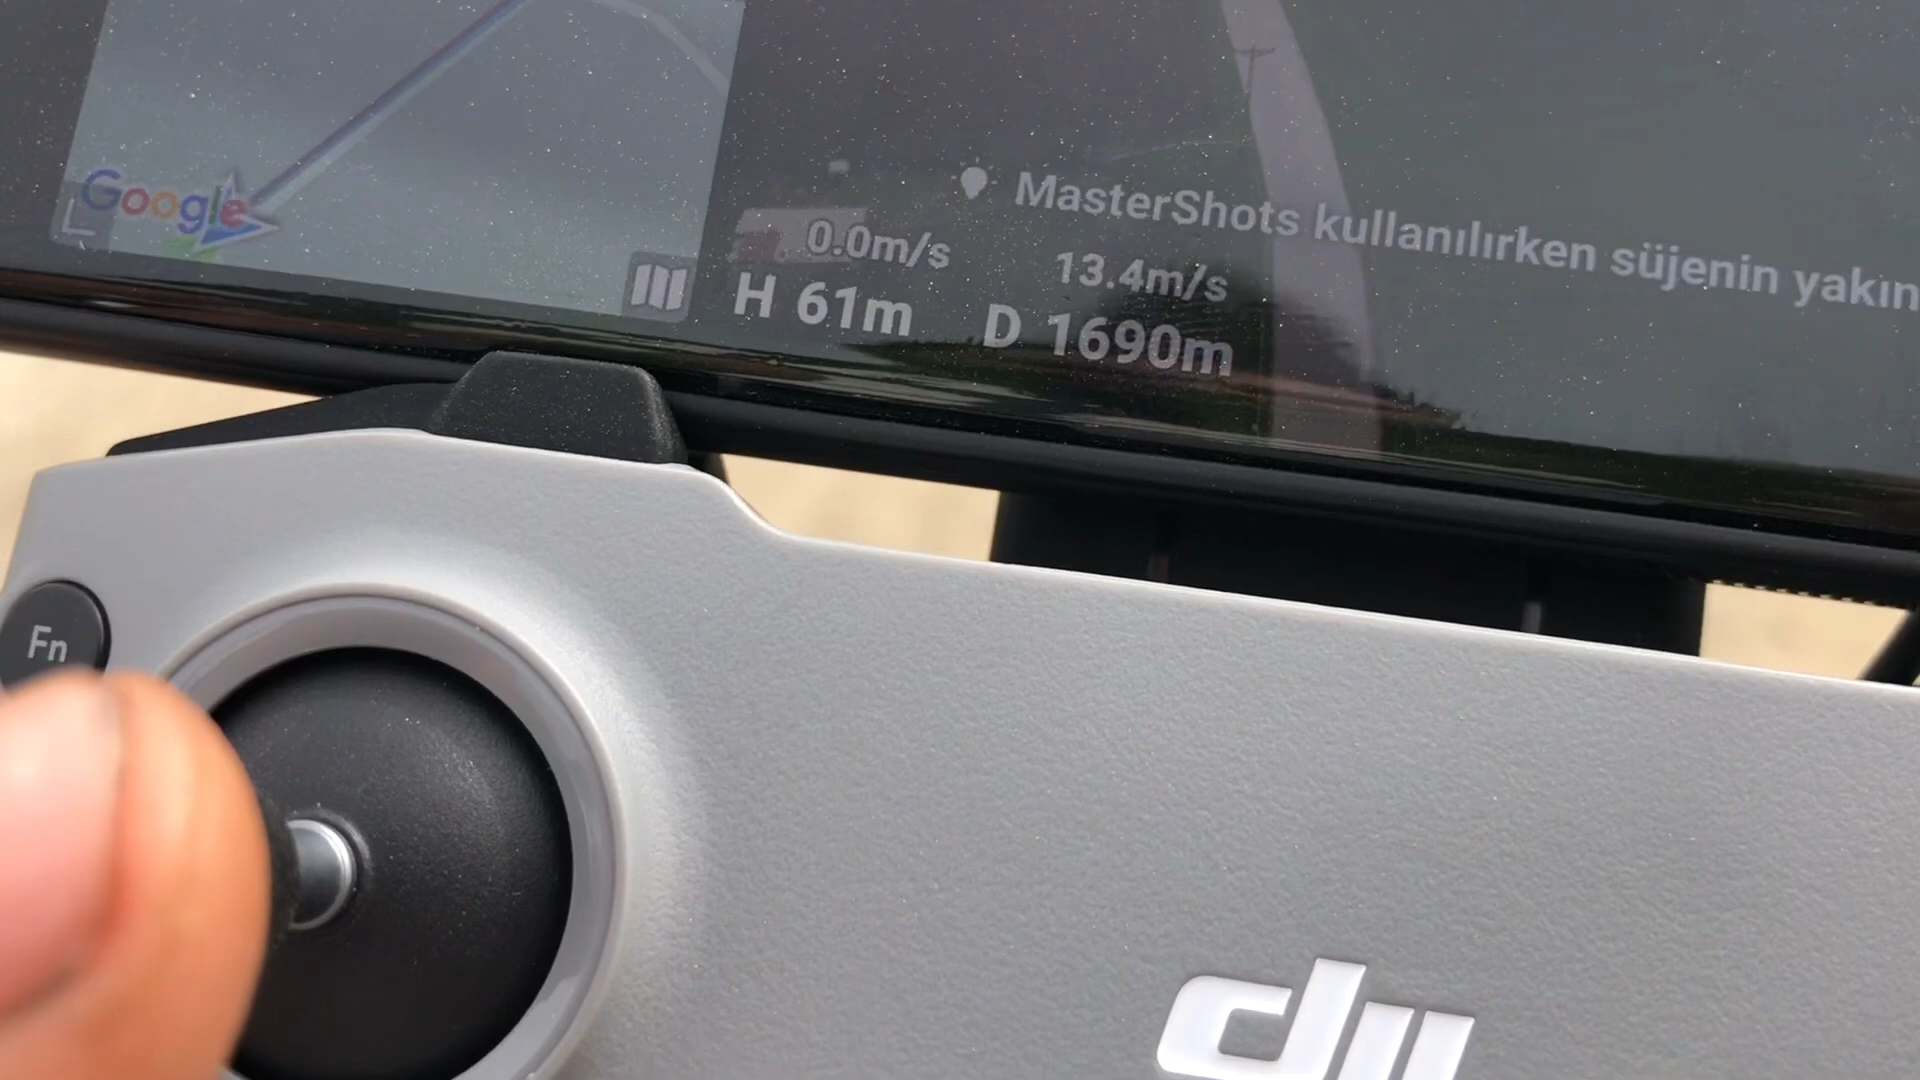 Google
MasterShots kullanılırken süjenin yakın
0.0m/s
13.4m/s
H 61m
D 1690m
Fn
dji